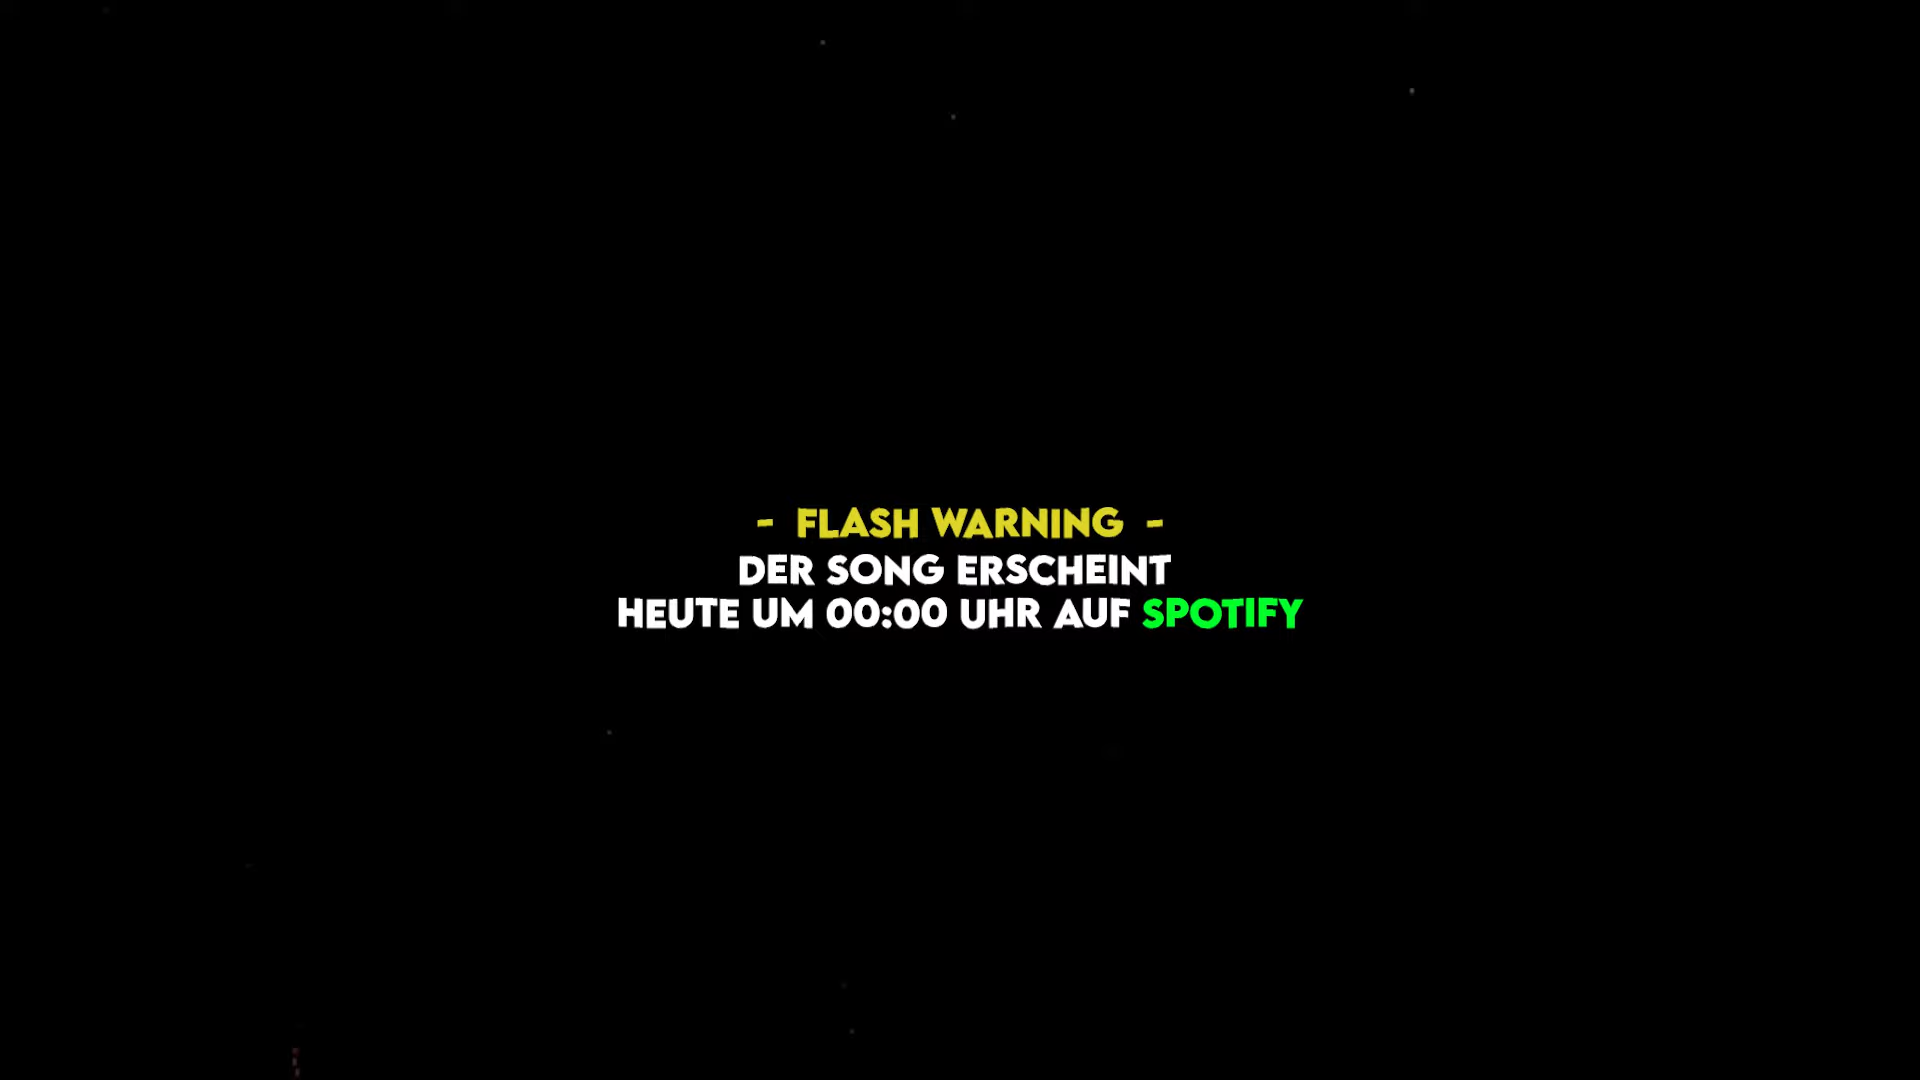 - FLASH WARNING -
DER SONG ERSCHEINT
HEUTE UM 00:00 UHR AUF SPOTIFY